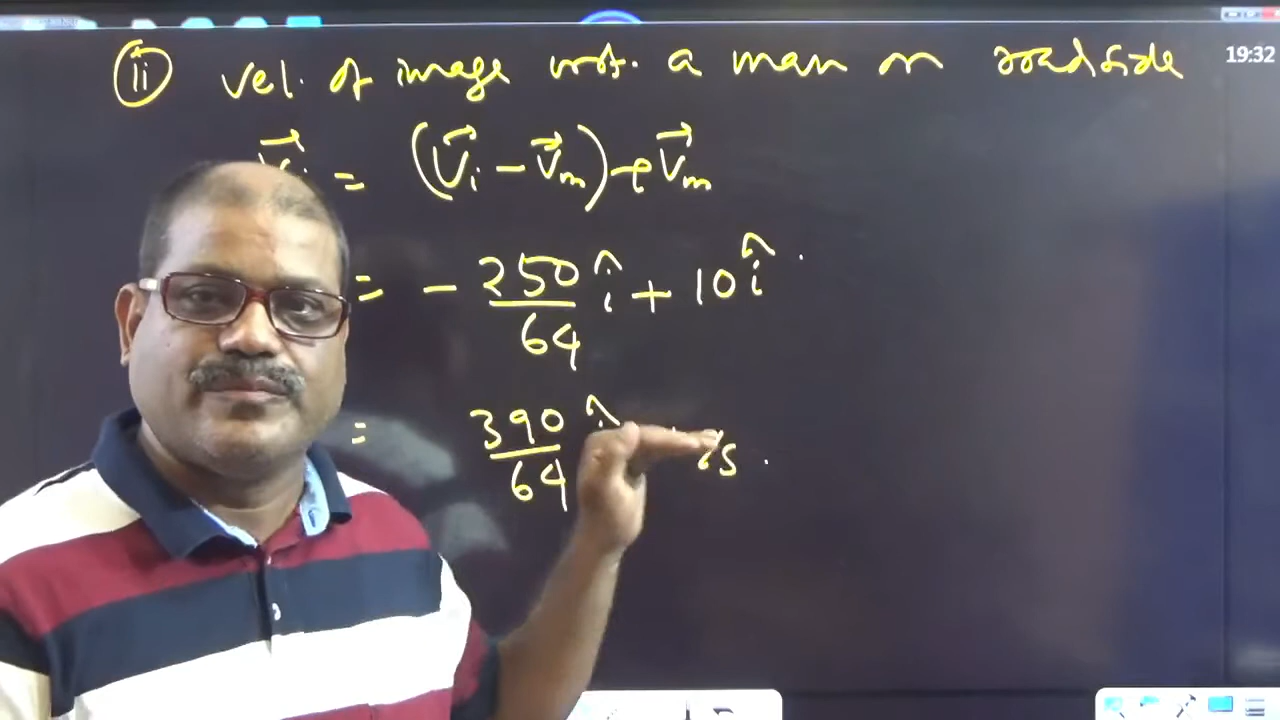 (ii) vel. of image wrt. a man on roadside
19:32
V⃗i = (V⃗i − V⃗m) + V⃗m
= − 250/64 î + 10 î
= 390/64 î m/s.